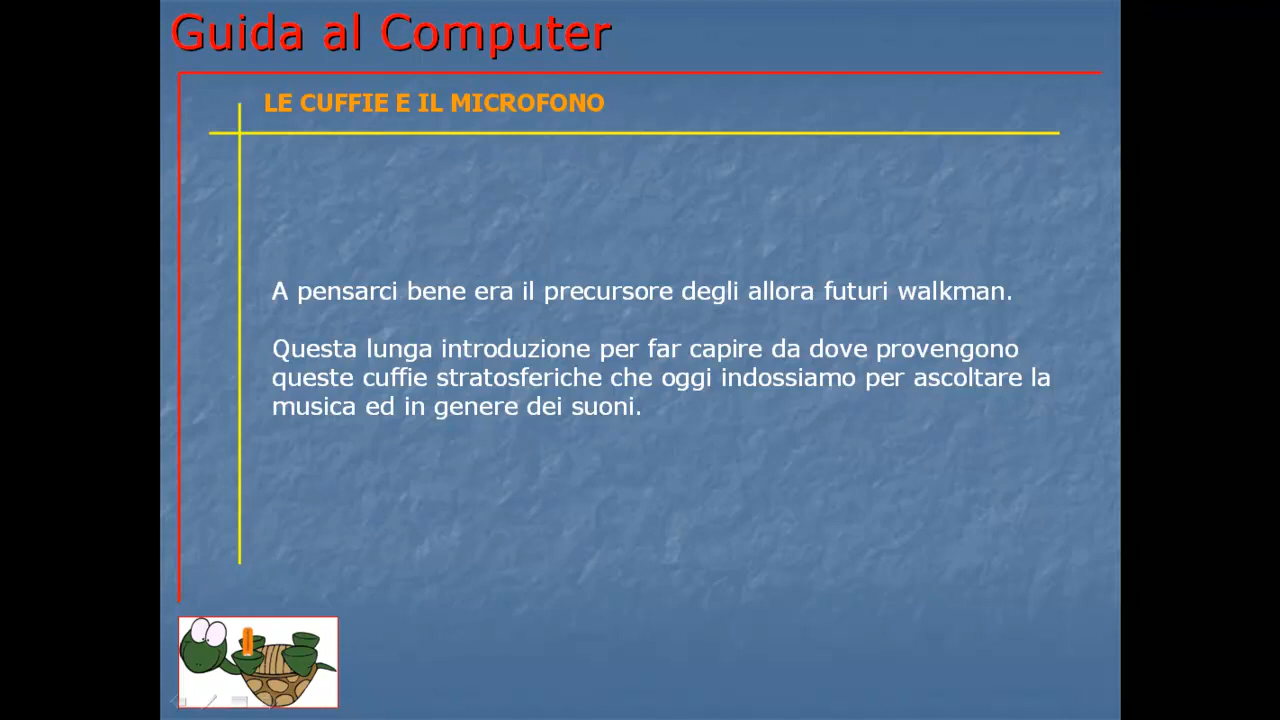 Guida al Computer
LE CUFFIE E IL MICROFONO
A pensarci bene era il precursore degli allora futuri walkman.
Questa lunga introduzione per far capire da dove provengono
queste cuffie stratosferiche che oggi indossiamo per ascoltare la
musica ed in genere dei suoni.